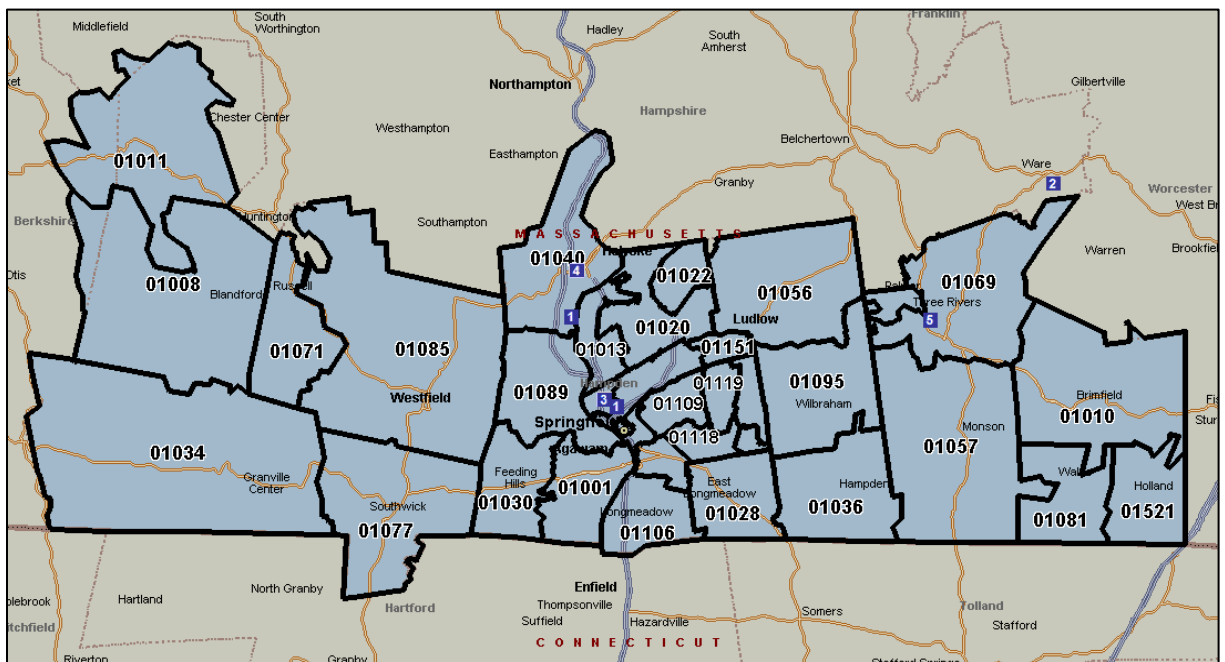 Franklin
Middlefield
South
Worthington
Hadley
South
Amherst
Northampton
Gilbertville
Hampshire
Chester Center
Westhampton
Belchertown
Easthampton
01011
Ware
2
Granby
Worcester
Huntington
West Br
Berkshire
Southampton
MASSACHUSETTS
Holyoke
Warren
Brookfie
01040
4
01022
Otis
01008
01069
Russell
Blandford
01056
Three Rivers
Ludlow
1
5
01020
01071
01085
01013
01151
01119
01089
Hampden
01095
Westfield
3
1
01109
Wilbraham
Brimfield
01010
Springfie
01118
Monson
01057
Agawam
01034
Feeding
Hills
Granville
Center
East
Longmeadow
Hampden
Holland
01001
01030
Southwick
01077
Longmeadow
01106
01028
01036
01081
01521
North Granby
Enfield
Hartland
Thompsonville
Hartford
Somers
Tolland
Suffield
Hazardville
Stafford
CONNECTICUT
Riverton
Granby
Stafford Springs